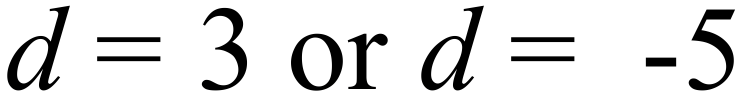 d = 3 or d = -5